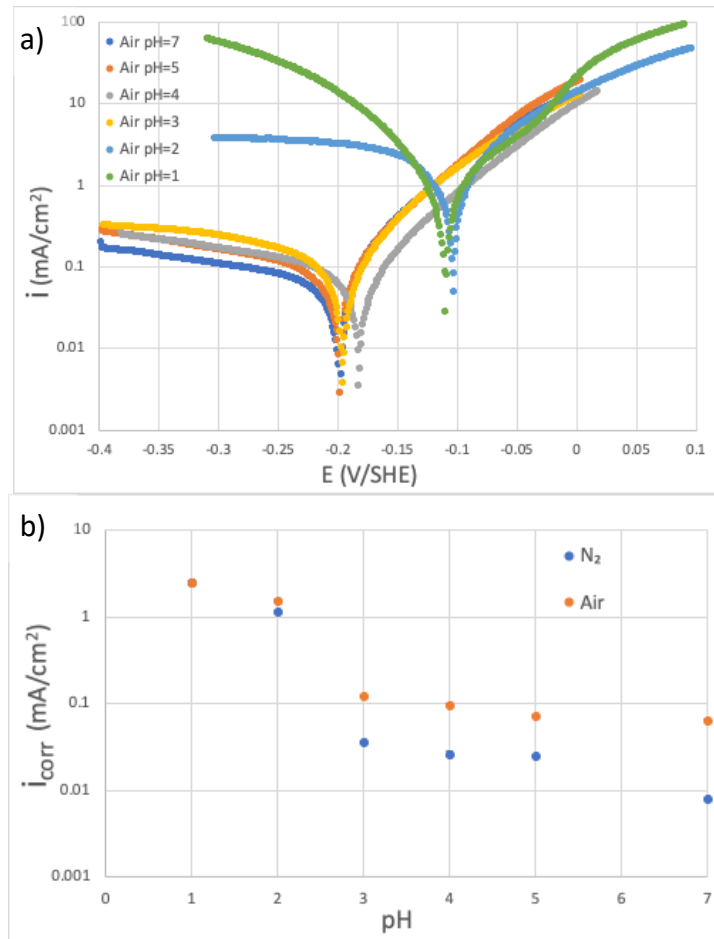 a)
100
10
1
0.1
0.01
0.001
i (mA/cm²)
Air pH=7
Air pH=5
Air pH=4
Air pH=3
Air pH=2
Air pH=1
-0.4 -0.35 -0.3 -0.25 -0.2 -0.15 -0.1 -0.05 0 0.05 0.1
E (V/SHE)
b)
10
1
0.1
0.01
0.001
i_corr (mA/cm²)
N₂
Air
0 1 2 3 4 5 6 7
pH